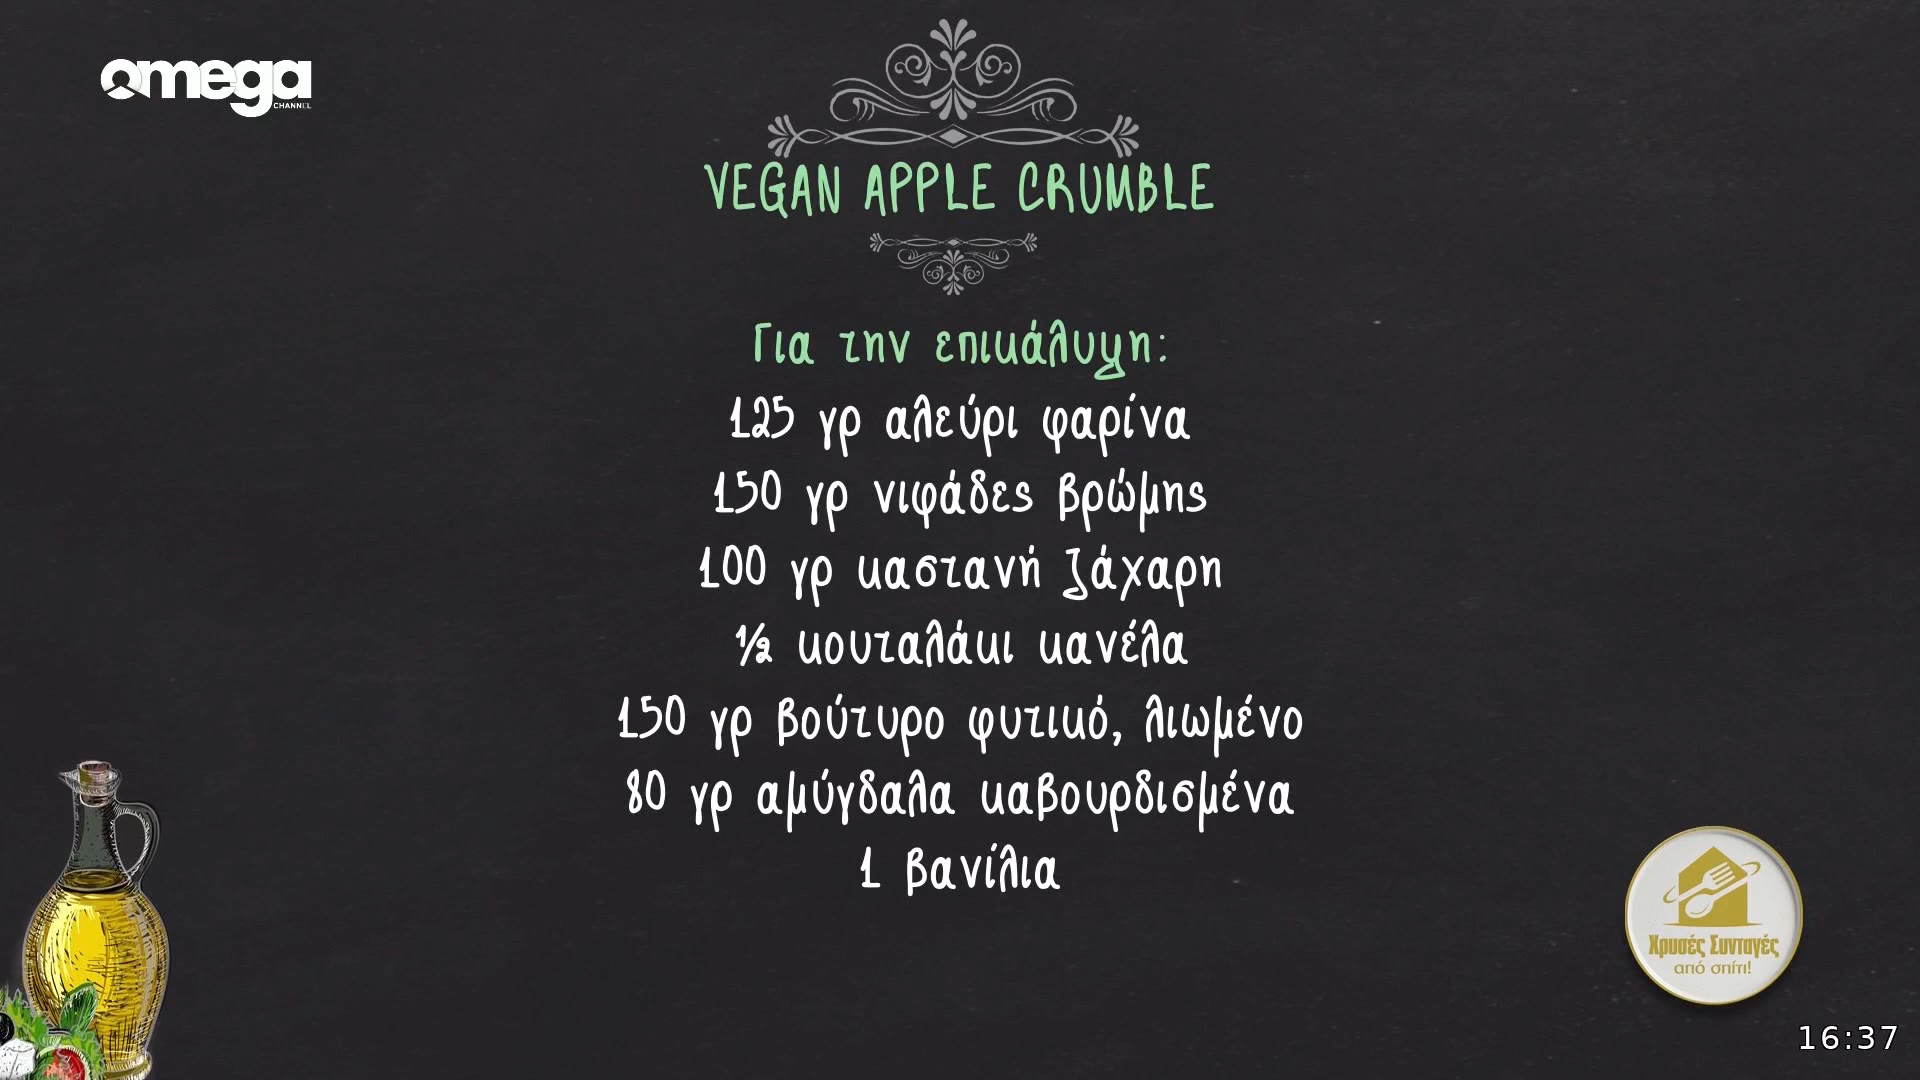 omega
CHANNEL
VEGAN APPLE CRUMBLE
Για την επικάλυψη:
125 γρ αλεύρι φαρίνα
150 γρ νιφάδες βρώμης
100 γρ καστανή ζάχαρη
½ κουταλάκι κανέλα
150 γρ βούτυρο φυτικό, λιωμένο
80 γρ αμύγδαλα καβουρδισμένα
1 βανίλια
Χρυσές Συνταγές
από σπίτι!
16:37